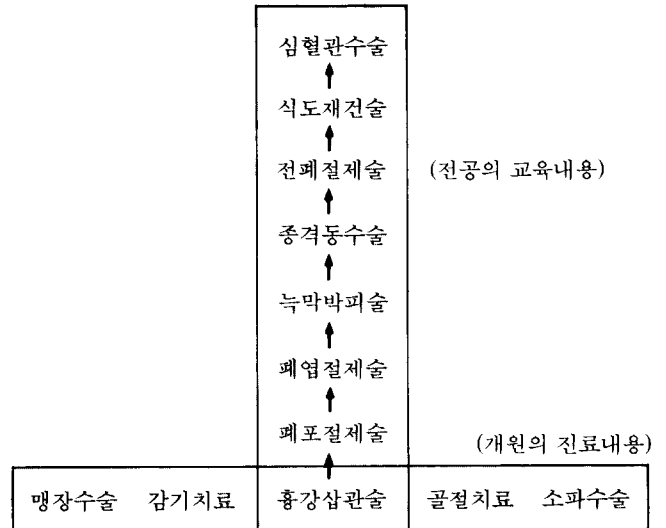 심혈관수술
식도재건술
전폐절제술 (전공의 교육내용)
종격동수술
늑막박피술
폐엽절제술
폐포절제술
(개원의 진료내용)
맹장수술 감기치료 흉강삽관술 골절치료 소파수술